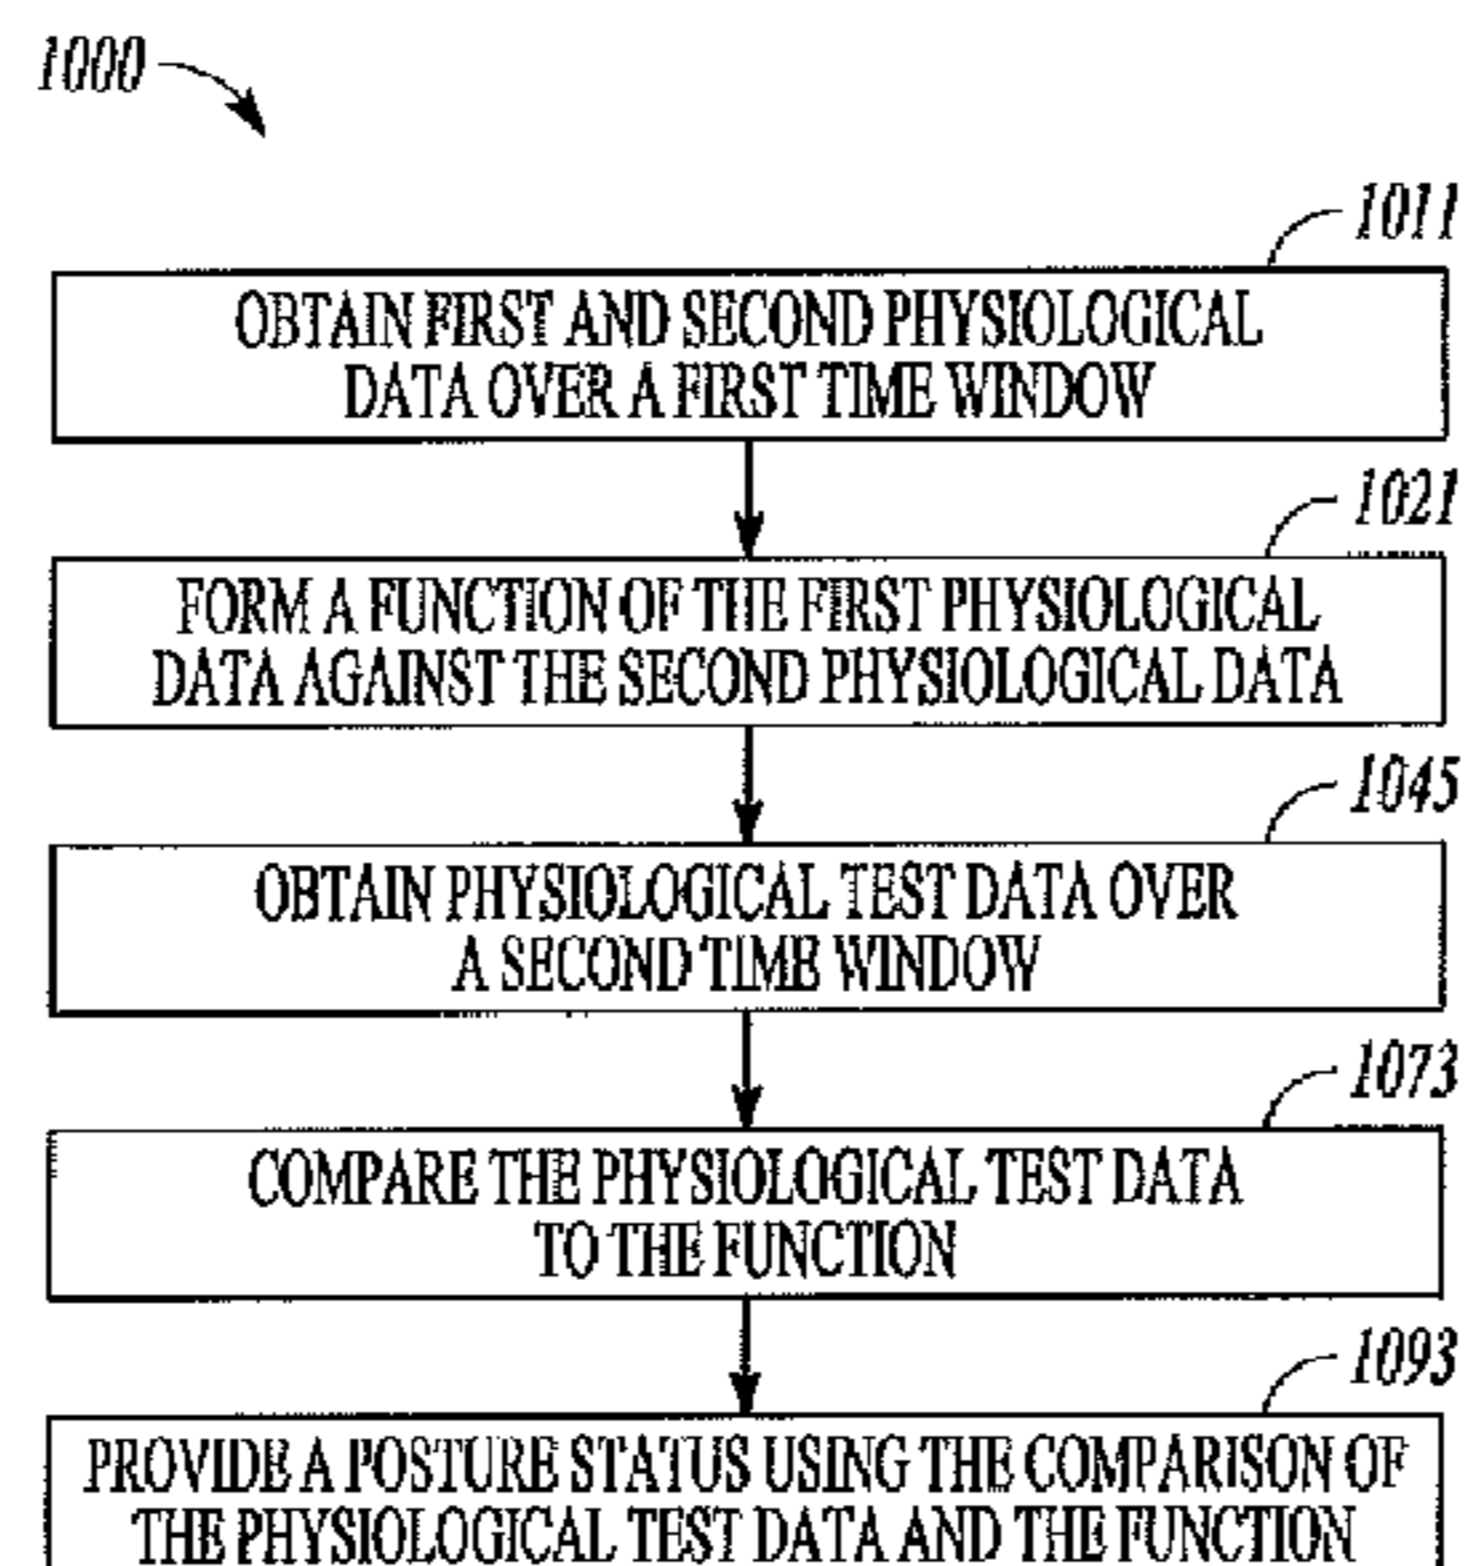 1000
1011
OBTAIN FIRST AND SECOND PHYSIOLOGICAL
DATA OVER A FIRST TIME WINDOW
1021
FORM A FUNCTION OF THE FIRST PHYSIOLOGICAL
DATA AGAINST THE SECOND PHYSIOLOGICAL DATA
1045
OBTAIN PHYSIOLOGICAL TEST DATA OVER
A SECOND TIME WINDOW
1073
COMPARE THE PHYSIOLOGICAL TEST DATA
TO THE FUNCTION
1093
PROVIDE A POSTURE STATUS USING THE COMPARISON OF
THE PHYSIOLOGICAL TEST DATA AND THE FUNCTION